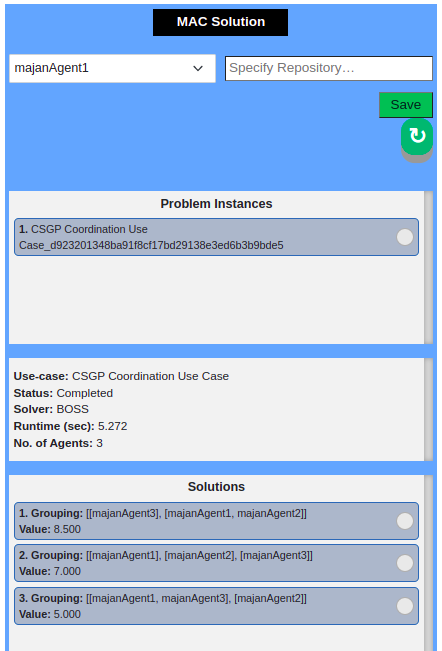 MAC Solution
majanAgent1
Specify Repository…
Save
Problem Instances
1. CSGP Coordination Use
Case_d923201348ba91f8cf17bd29138e3ed6b3b9bde5
Use-case: CSGP Coordination Use Case
Status: Completed
Solver: BOSS
Runtime (sec): 5.272
No. of Agents: 3
Solutions
1. Grouping: [[majanAgent3], [majanAgent1, majanAgent2]]
Value: 8.500
2. Grouping: [[majanAgent1], [majanAgent2], [majanAgent3]]
Value: 7.000
3. Grouping: [[majanAgent1, majanAgent3], [majanAgent2]]
Value: 5.000